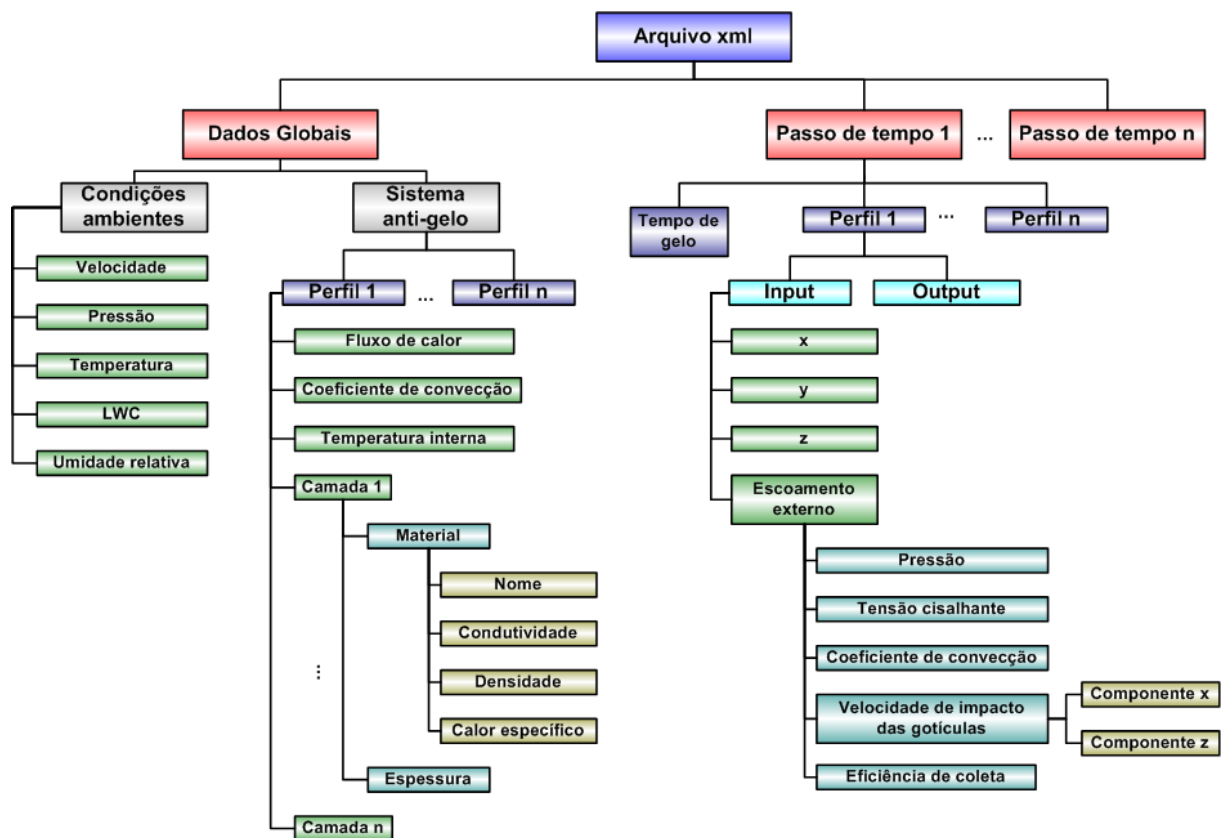 Arquivo xml
Dados Globais
Passo de tempo 1
...
Passo de tempo n
Condições
ambientes
Sistema
anti-gelo
Tempo de
gelo
Perfil 1
...
Perfil n
Velocidade
Pressão
Temperatura
LWC
Umidade relativa
Perfil 1
...
Perfil n
Fluxo de calor
Coeficiente de convecção
Temperatura interna
Camada 1
Material
Nome
Condutividade
Densidade
Calor específico
...
Espessura
Camada n
Input
Output
x
y
z
Escoamento
externo
Pressão
Tensão cisalhante
Coeficiente de convecção
Velocidade de impacto
das gotículas
Componente x
Componente z
Eficiência de coleta